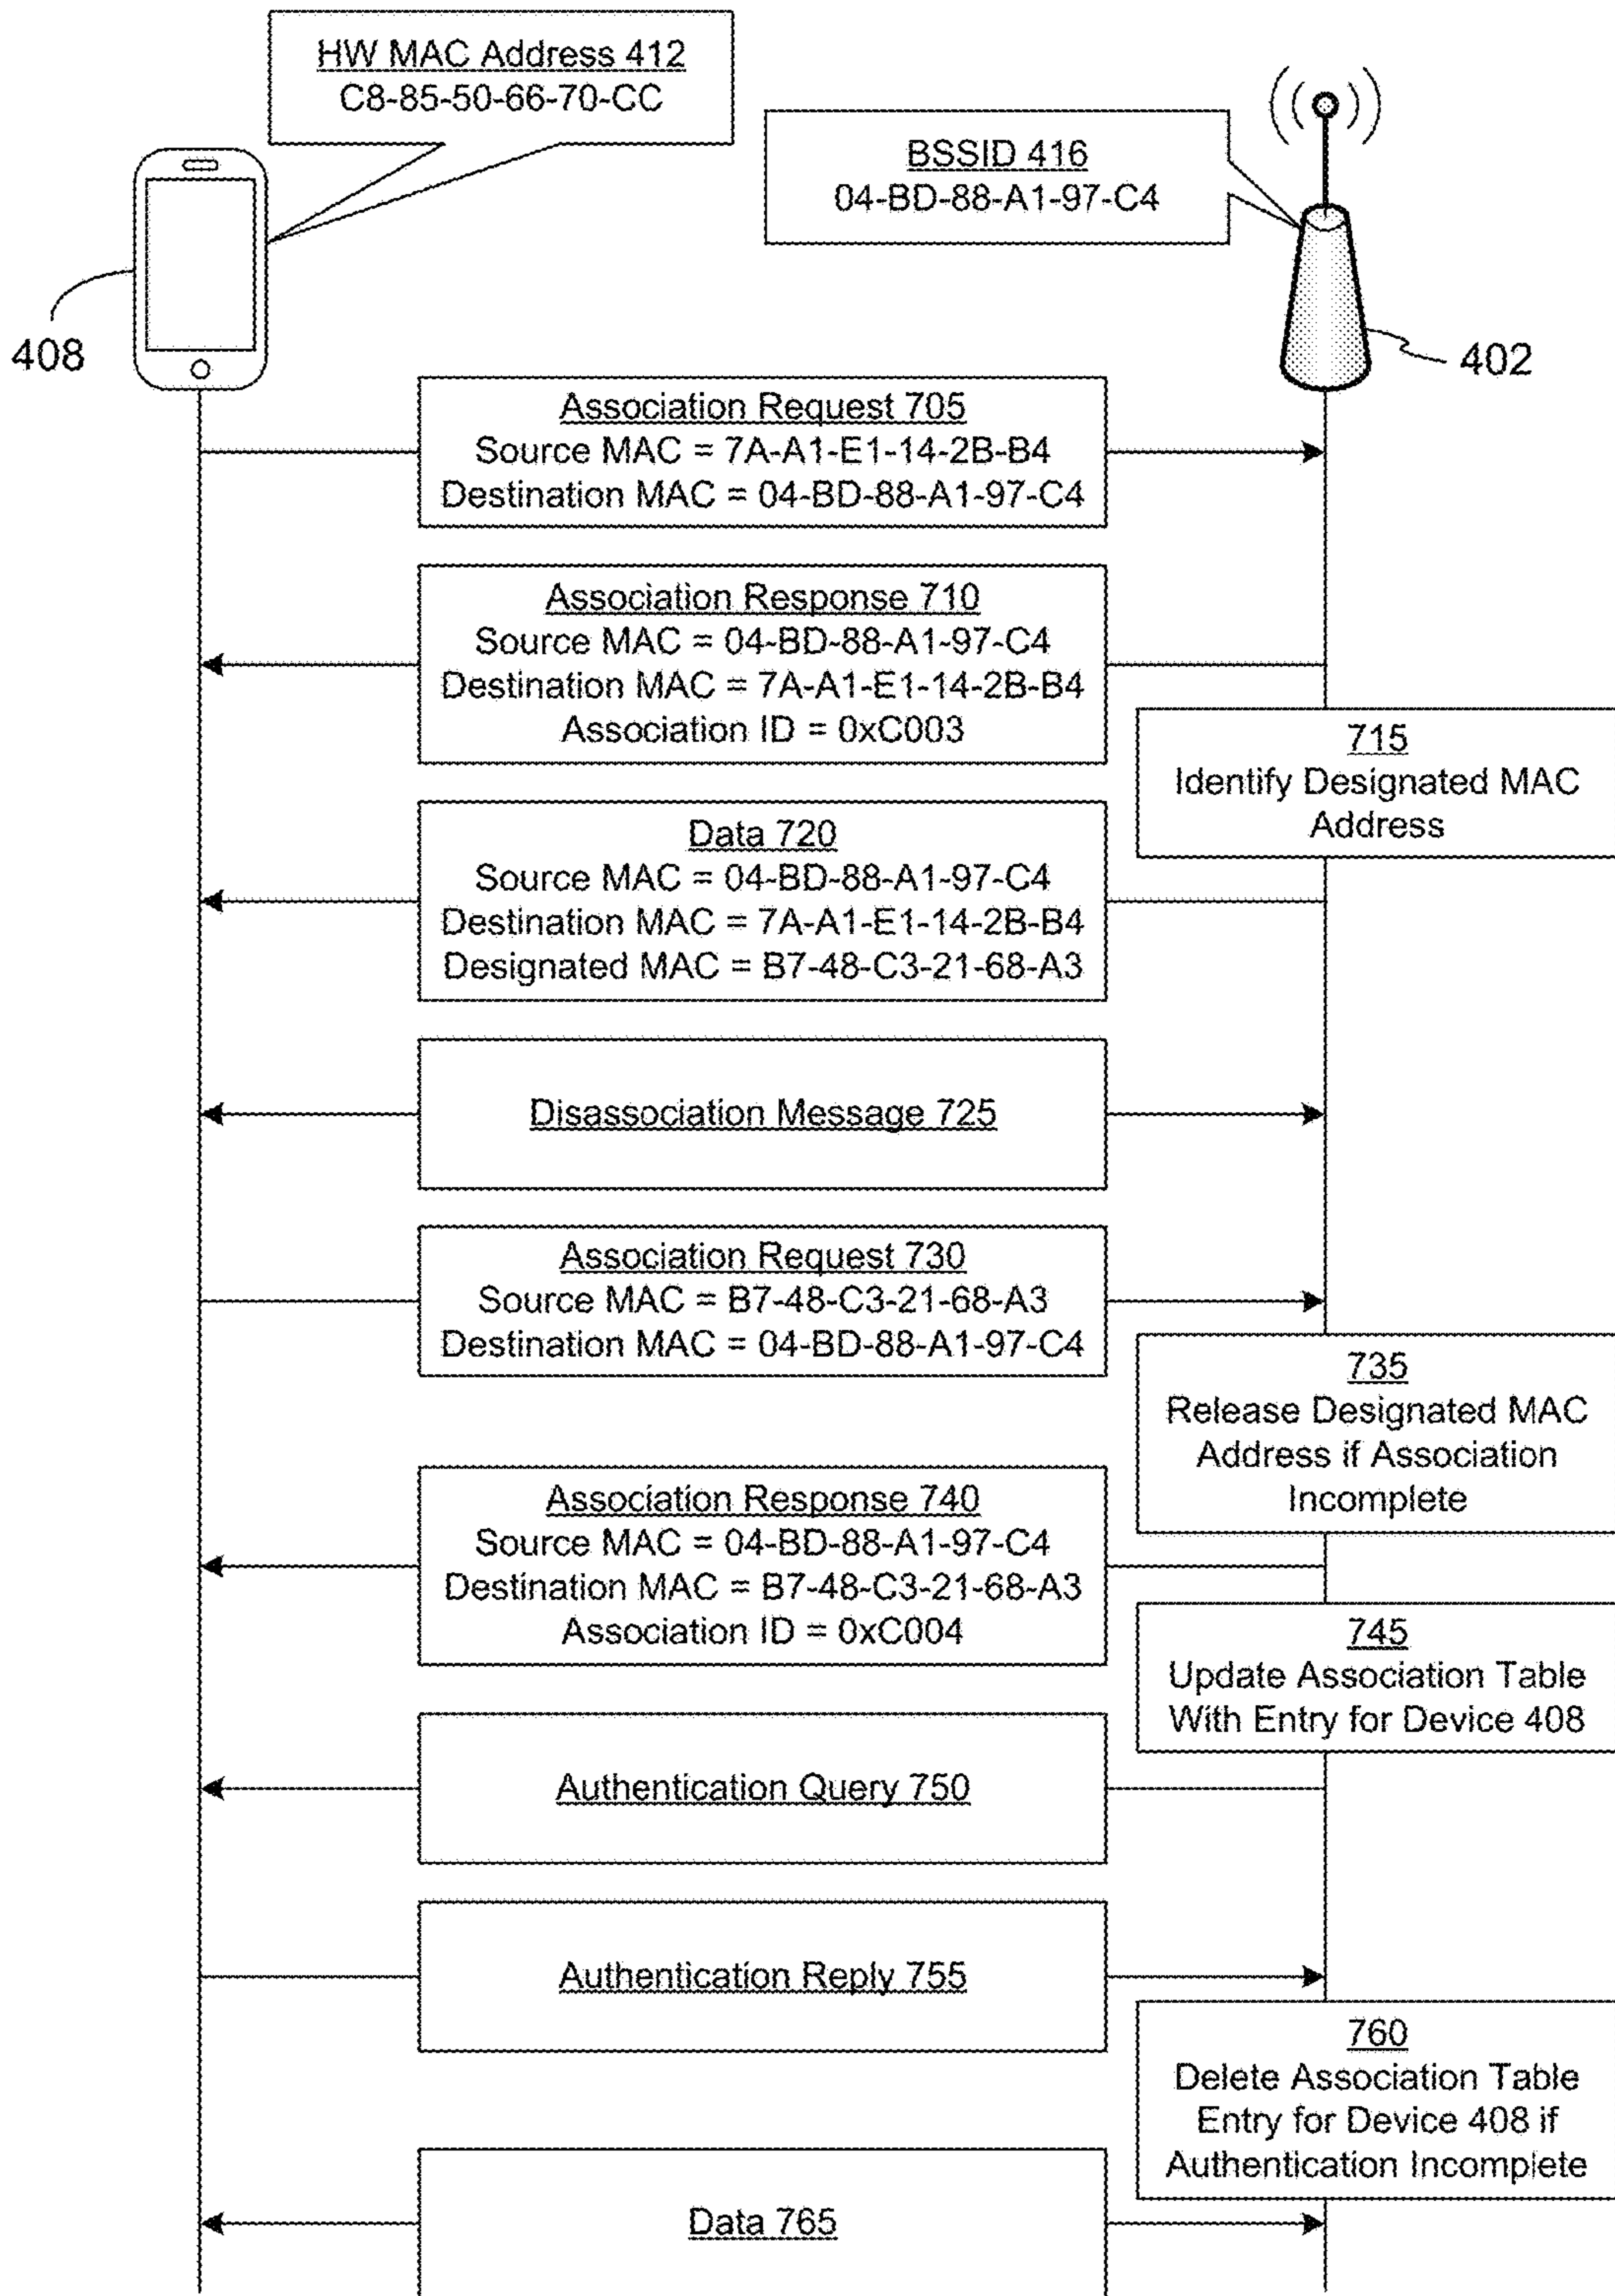 HW MAC Address 412
C8-85-50-66-70-CC
BSSID 416
04-BD-88-A1-97-C4
408
402
Association Request 705
Source MAC = 7A-A1-E1-14-2B-B4
Destination MAC = 04-BD-88-A1-97-C4
Association Response 710
Source MAC = 04-BD-88-A1-97-C4
Destination MAC = 7A-A1-E1-14-2B-B4
Association ID = 0xC003
715
Identify Designated MAC
Address
Data 720
Source MAC = 04-BD-88-A1-97-C4
Destination MAC = 7A-A1-E1-14-2B-B4
Designated MAC = B7-48-C3-21-68-A3
Disassociation Message 725
Association Request 730
Source MAC = B7-48-C3-21-68-A3
Destination MAC = 04-BD-88-A1-97-C4
735
Release Designated MAC
Address if Association
Incomplete
Association Response 740
Source MAC = 04-BD-88-A1-97-C4
Destination MAC = B7-48-C3-21-68-A3
Association ID = 0xC004
745
Update Association Table
With Entry for Device 408
Authentication Query 750
Authentication Reply 755
760
Delete Association Table
Entry for Device 408 if
Authentication Incomplete
Data 765